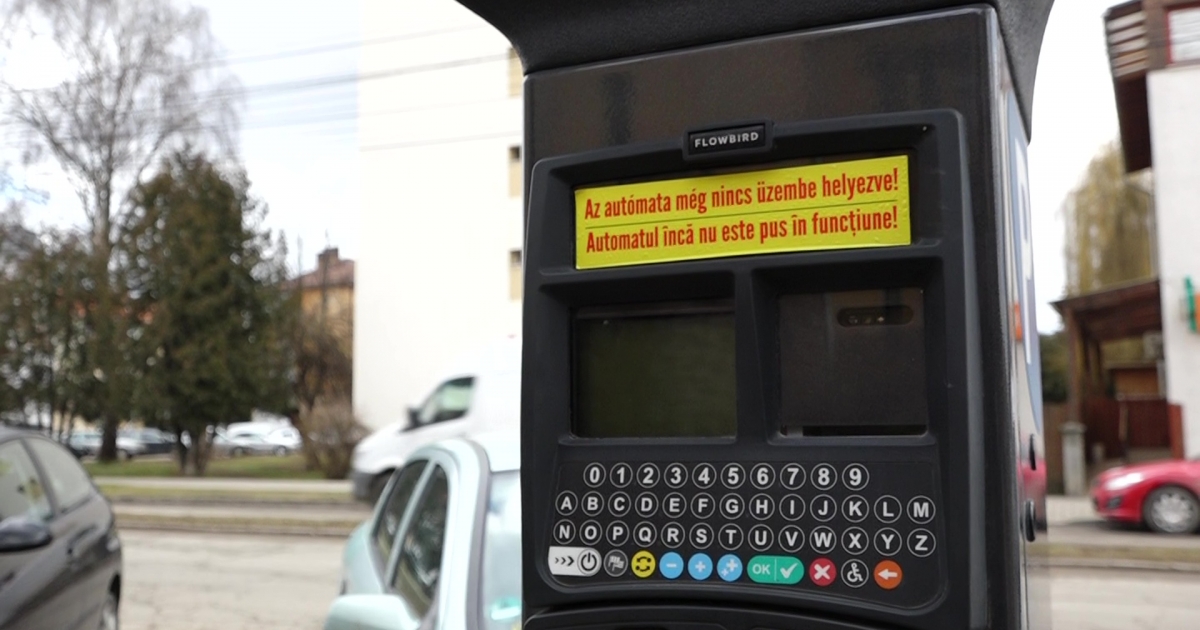 FLOWBIRD
Az autómata még nincs üzembe helyezve!
Automatul încă nu este pus în funcțiune!
0 1 2 3 4 5 6 7 8 9
A B C D E F G H I J K L M
N O P Q R S T U V W X Y Z
OK